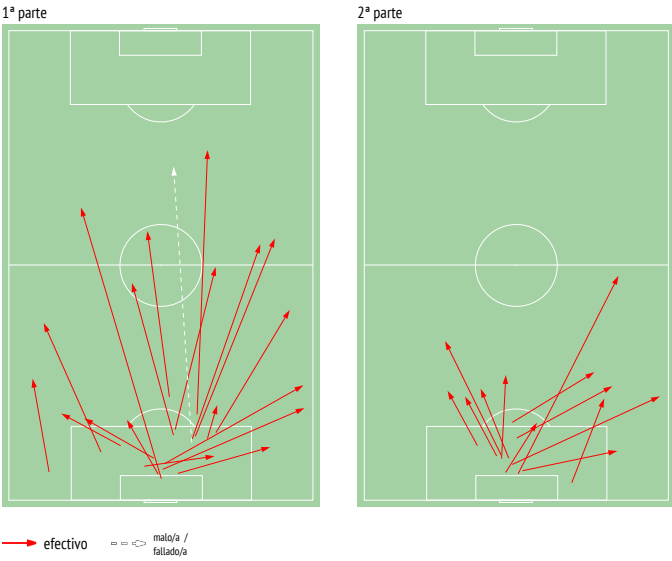 1ª parte
2ª parte
efectivo
malo/a /
fallado/a